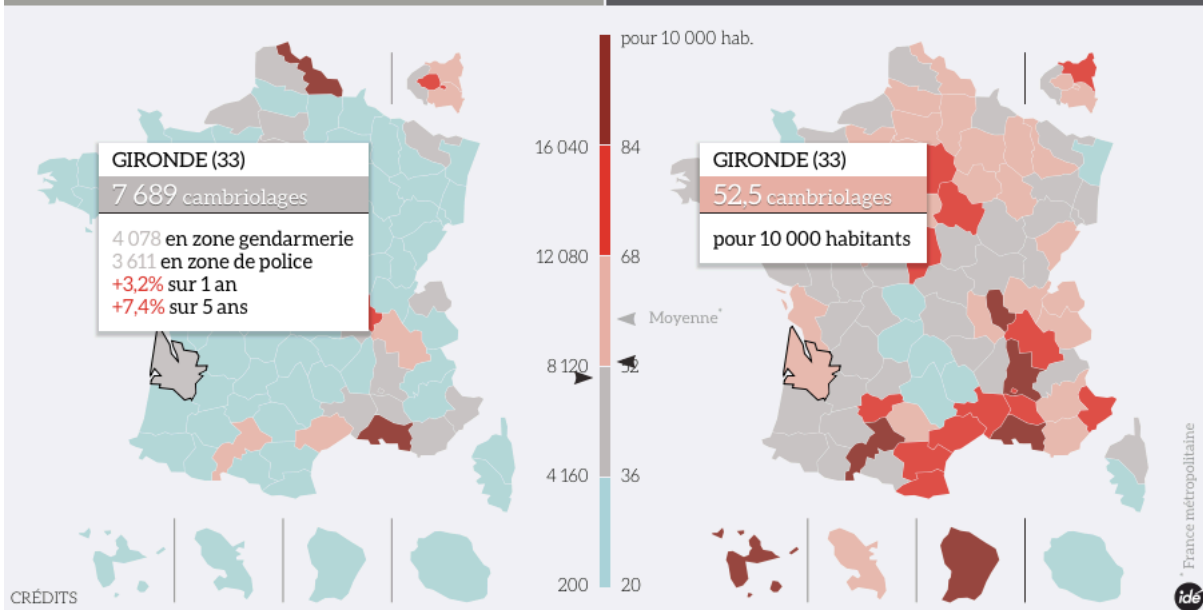 pour 10 000 hab.
GIRONDE (33)
7 689 cambriolages
4 078 en zone gendarmerie
3 611 en zone de police
+3,2% sur 1 an
+7,4% sur 5 ans
16 040 84
12 080 68
Moyenne*
8 120
4 160 36
200 20
GIRONDE (33)
52,5 cambriolages
pour 10 000 habitants
CRÉDITS
* France métropolitaine
idé